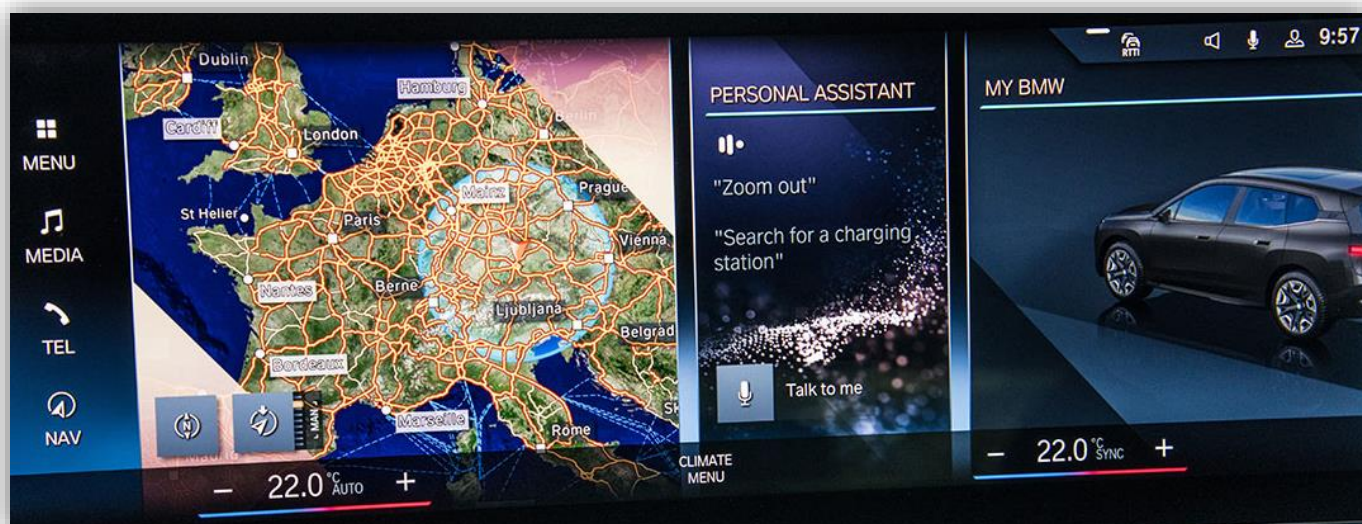 MENU
MEDIA
TEL
NAV
Dublin
Hamburg
Cardiff
London
Berlin
Mainz
Prague
St Helier
Paris
Vienna
Nantes
Berne
Ljubljana
Belgrad
Bordeaux
Marseille
Rome
Madrid
N
MAN
PERSONAL ASSISTANT
"Zoom out"
"Search for a charging
station"
Talk to me
RTTI
9:57
MY BMW
- 22.0 °C AUTO +
CLIMATE
MENU
- 22.0 °C SYNC +